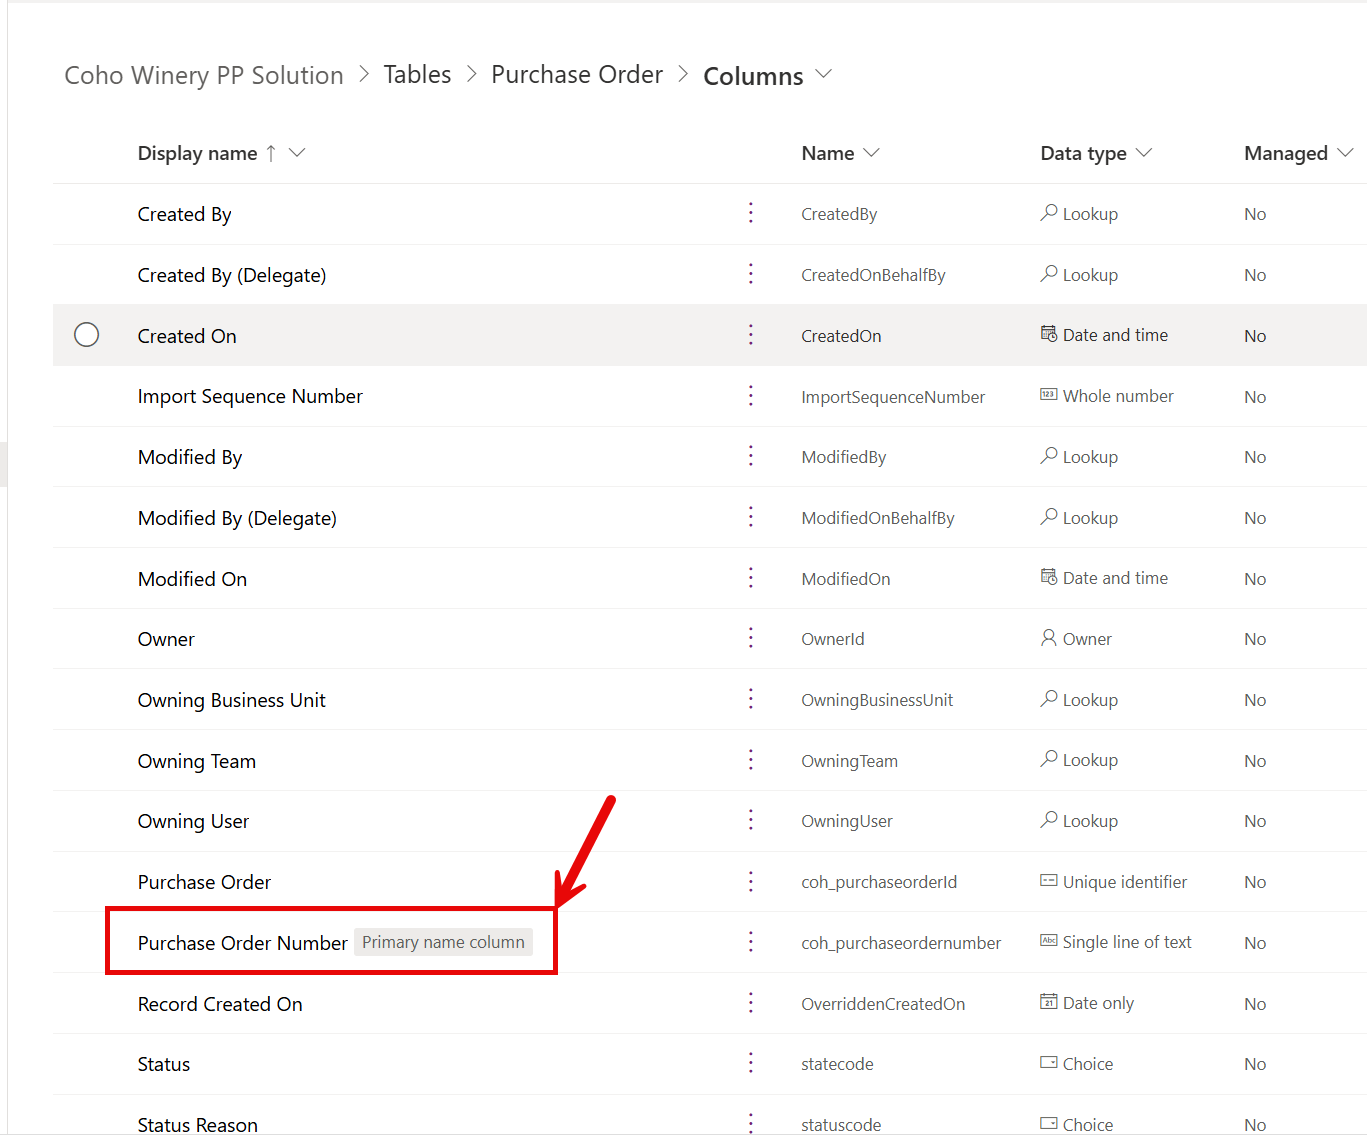 Coho Winery PP Solution > Tables > Purchase Order > Columns
Display name ↑ Name Data type Managed
Created By CreatedBy Lookup No
Created By (Delegate) CreatedOnBehalfBy Lookup No
Created On CreatedOn Date and time No
Import Sequence Number ImportSequenceNumber 123 Whole number No
Modified By ModifiedBy Lookup No
Modified By (Delegate) ModifiedOnBehalfBy Lookup No
Modified On ModifiedOn Date and time No
Owner OwnerId Owner No
Owning Business Unit OwningBusinessUnit Lookup No
Owning Team OwningTeam Lookup No
Owning User OwningUser Lookup No
Purchase Order coh_purchaseorderId Unique identifier No
Purchase Order Number Primary name column coh_purchaseordernumber Abc Single line of text No
Record Created On OverriddenCreatedOn 21 Date only No
Status statecode Choice No
Status Reason statuscode Choice No